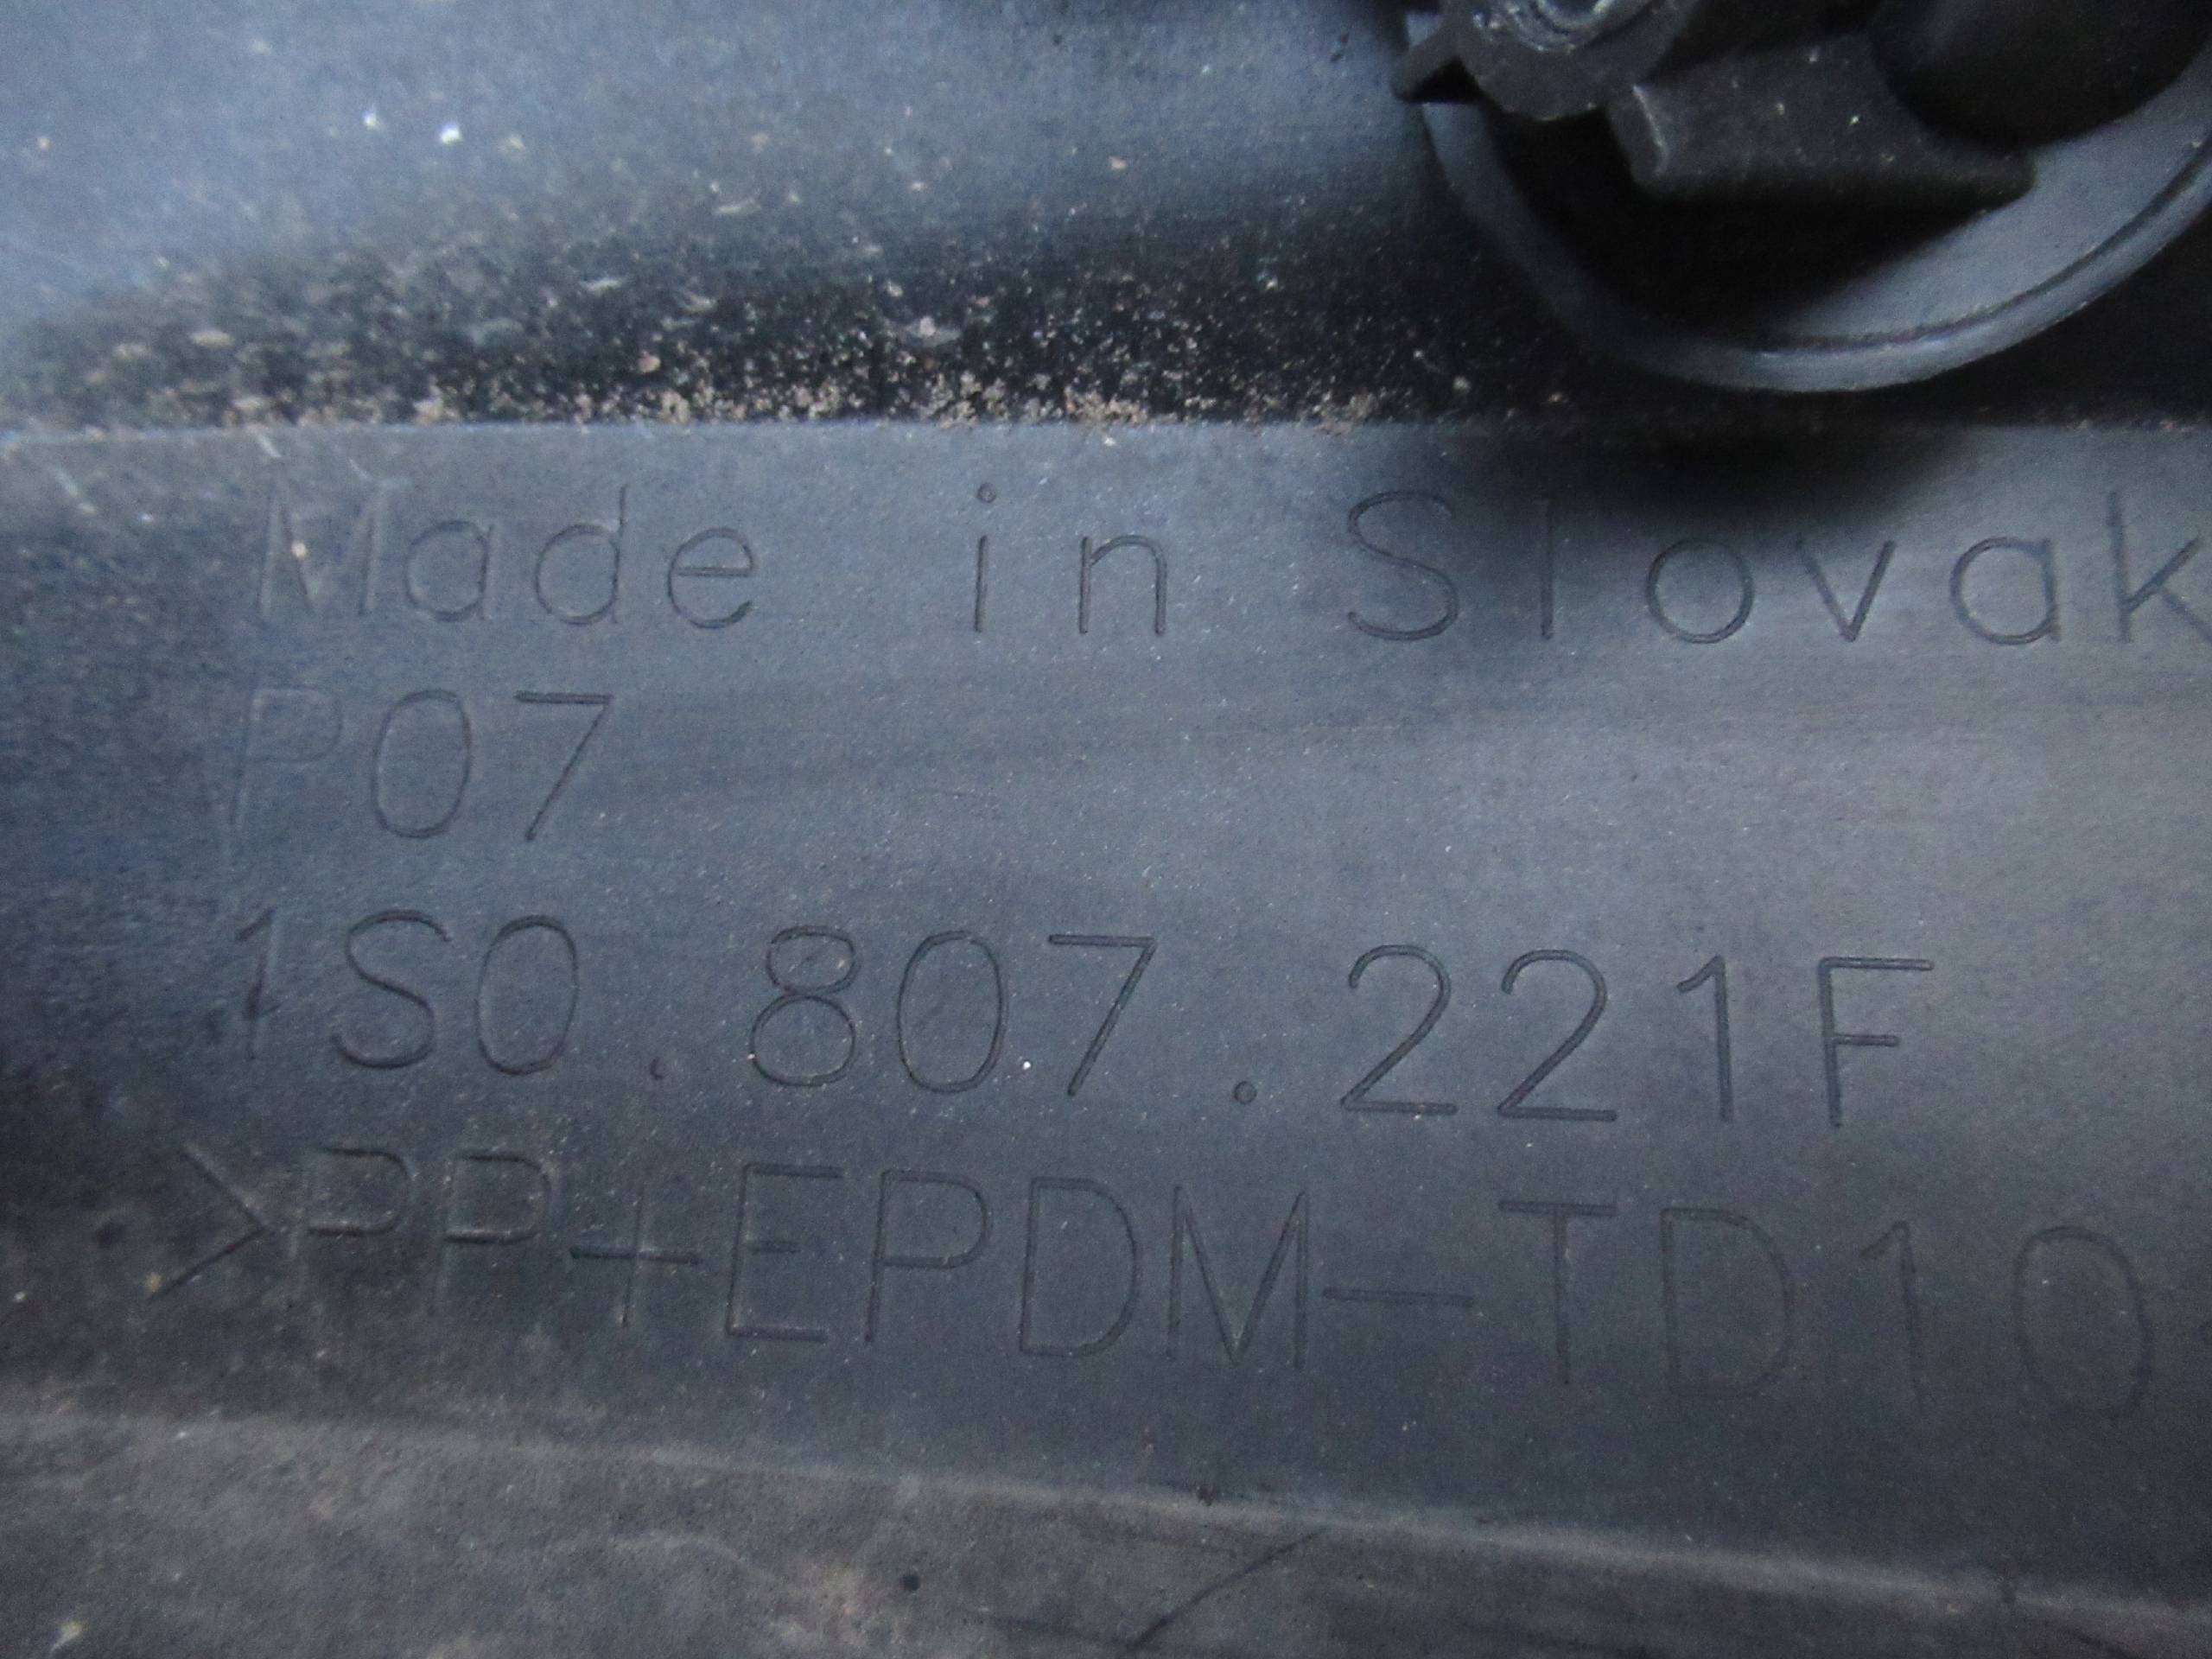 Made in Slovak
P07
1S0.807.221F
>PP+EPDM-TD10